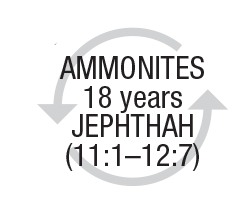 AMMONITES
18 years
JEPHTHAH
(11:1–12:7)